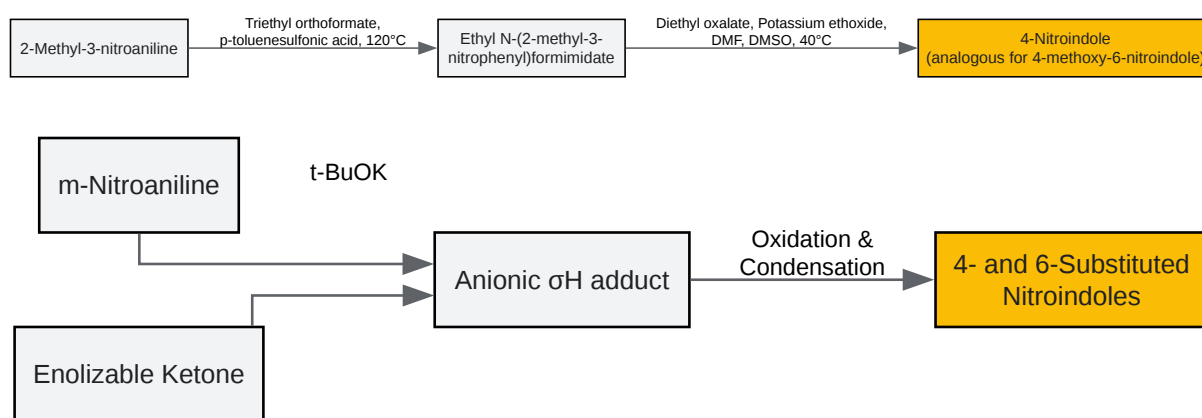 2-Methyl-3-nitroaniline
Triethyl orthoformate,
p-toluenesulfonic acid, 120°C
Ethyl N-(2-methyl-3-
nitrophenyl)formimidate
Diethyl oxalate, Potassium ethoxide,
DMF, DMSO, 40°C
4-Nitroindole
(analogous for 4-methoxy-6-nitroindole)
m-Nitroaniline
t-BuOK
Enolizable Ketone
Anionic σH adduct
Oxidation &
Condensation
4- and 6-Substituted
Nitroindoles